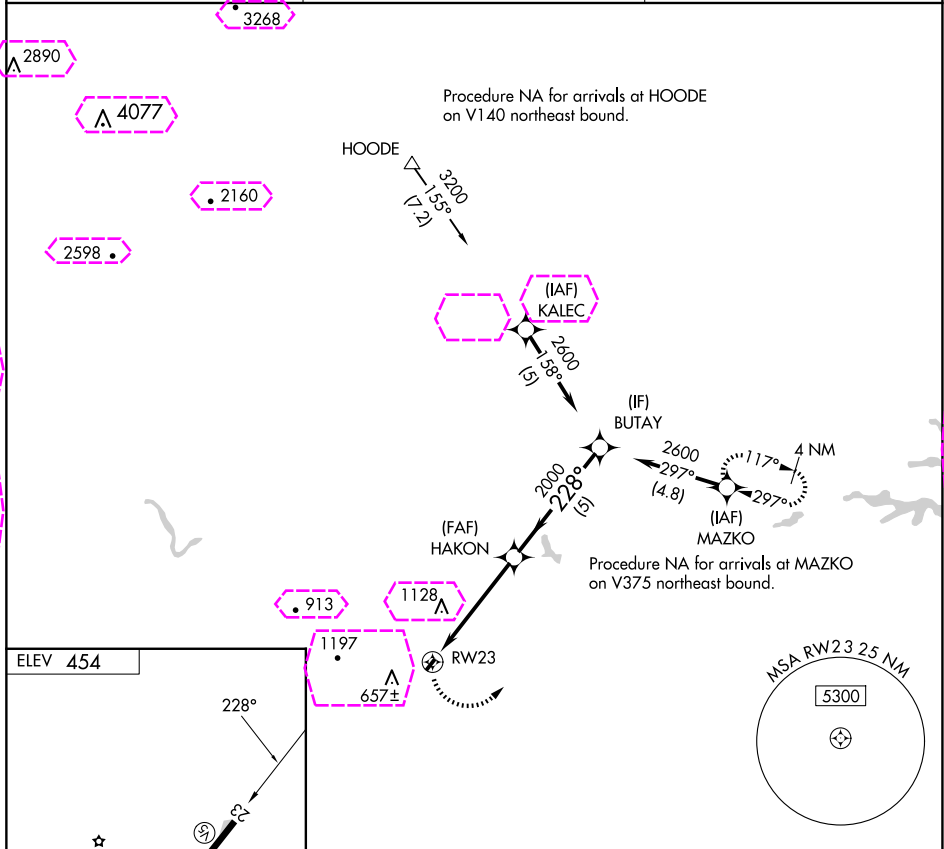 3268
2890
4077
Procedure NA for arrivals at HOODE
on V140 northeast bound.
HOODE
3200
155°
(7.2)
2160
2598
(IAF)
KALEC
2600
158°
(5)
(IF)
BUTAY
2600
297°
(4.8)
117°
4 NM
297°
(IAF)
MAZKO
2000
228°
(5)
(FAF)
HAKON
Procedure NA for arrivals at MAZKO
on V375 northeast bound.
913
1128
1197
657±
RW23
ELEV 454
228°
23
V5
MSA RW23 25 NM
5300